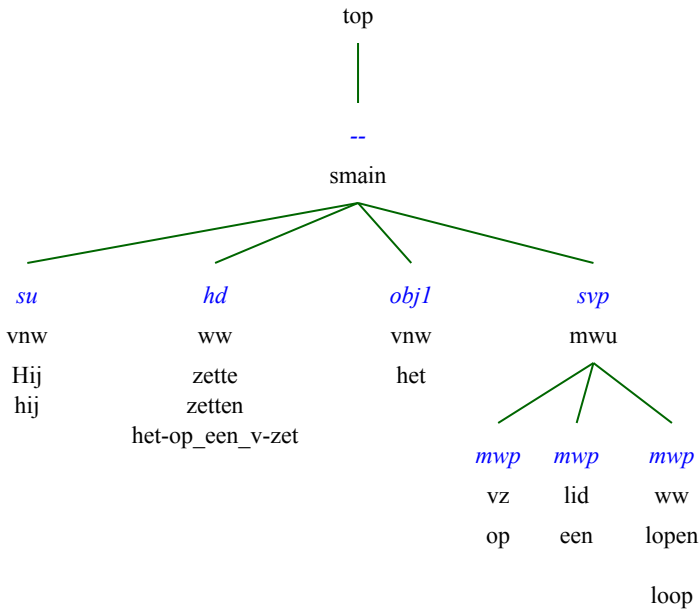 top
--
smain
su hd obj1 svp
vnw ww vnw mwu
Hij zette het
hij zetten
het-op_een_v-zet
mwp mwp mwp
vz lid ww
op een lopen
loop